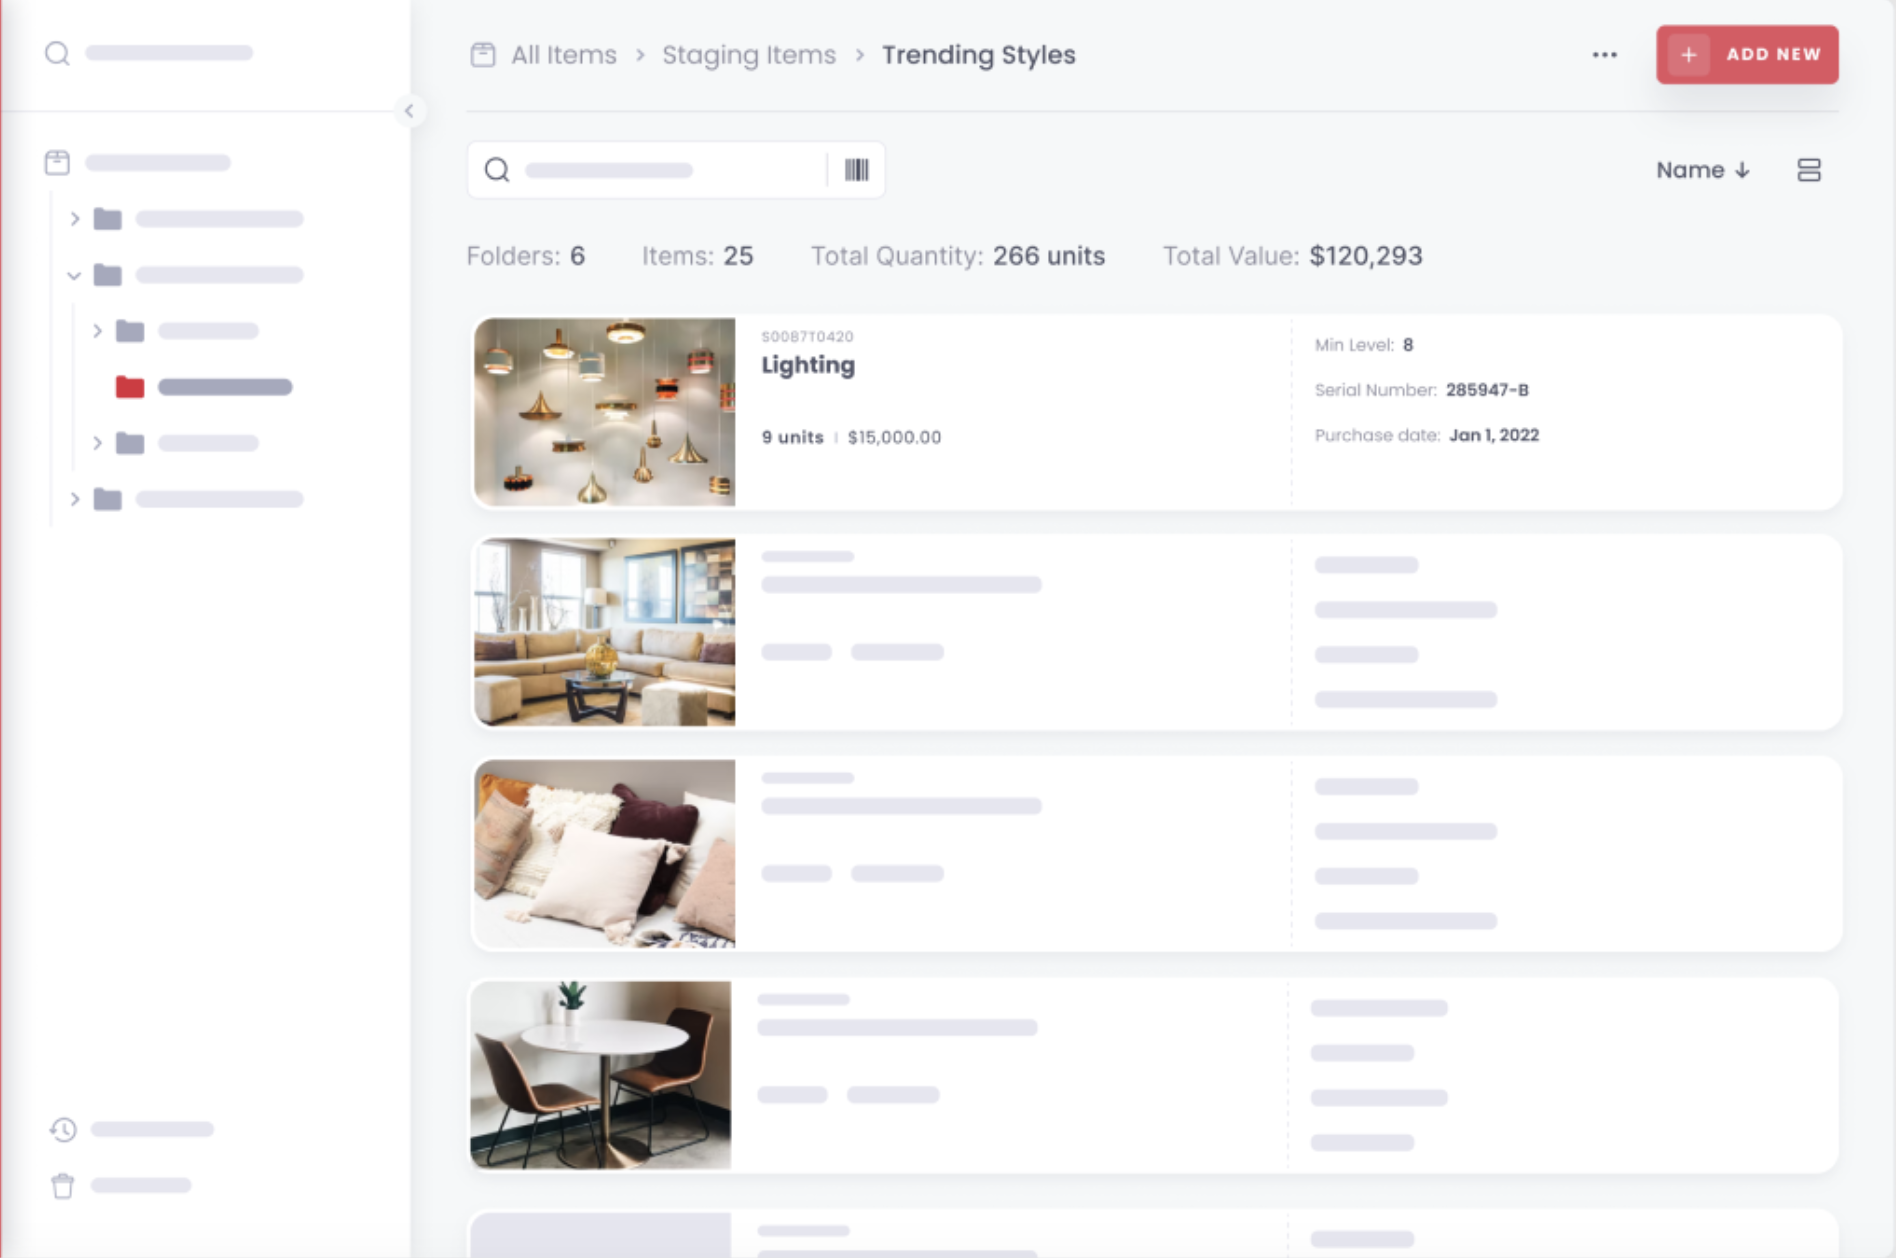 All Items > Staging Items > Trending Styles
ADD NEW
Name ↓
Folders: 6 Items: 25 Total Quantity: 266 units Total Value: $120,293
S0087T0420
Lighting
9 units | $15,000.00
Min Level: 8
Serial Number: 285947-B
Purchase date: Jan 1, 2022